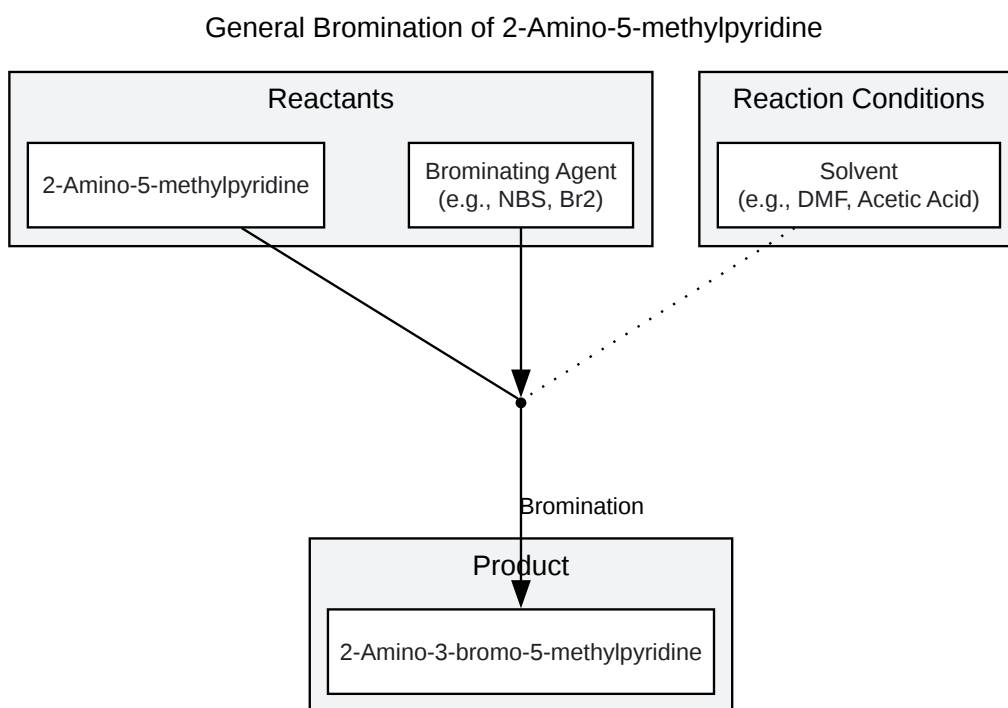 General Bromination of 2-Amino-5-methylpyridine
Reactants
2-Amino-5-methylpyridine
Brominating Agent
(e.g., NBS, Br2)
Reaction Conditions
Solvent
(e.g., DMF, Acetic Acid)
Bromination
Product
2-Amino-3-bromo-5-methylpyridine